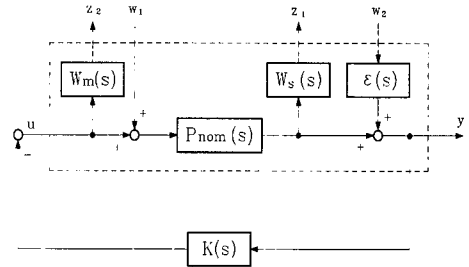 z₂ w₁ z₁ w₂
Wm(s) Ws(s) ε(s)
+ +
u Pnom(s) y
− + +
K(s)